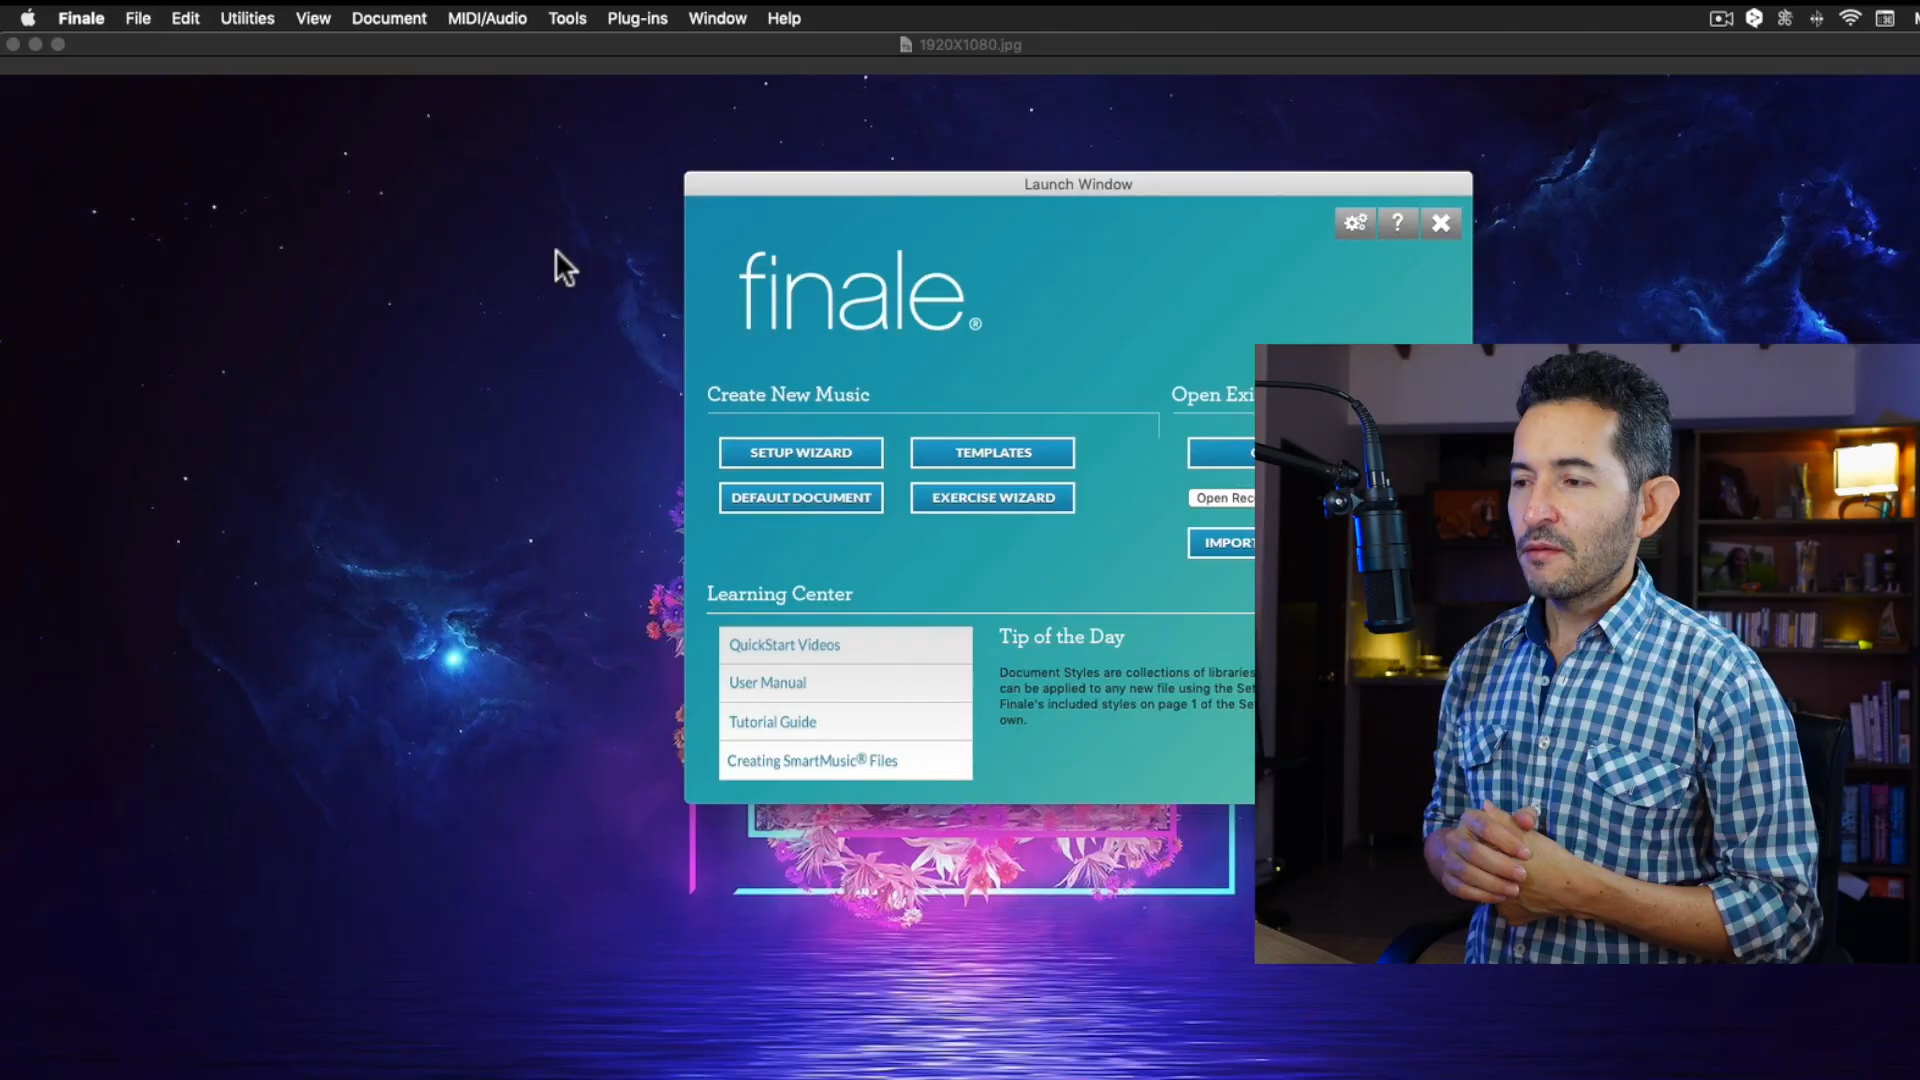 Finale File Edit Utilities View Document MIDI/Audio Tools Plug-ins Window Help
1920X1080.jpg
Launch Window
?
finale®
Create New Music
Open Exi
SETUP WIZARD
TEMPLATES
DEFAULT DOCUMENT
EXERCISE WIZARD
Open Rec
IMPORT
Learning Center
QuickStart Videos
User Manual
Tutorial Guide
Creating SmartMusic® Files
Tip of the Day
Document Styles are collections of libraries
can be applied to any new file using the Set
Finale's included styles on page 1 of the Se
own.